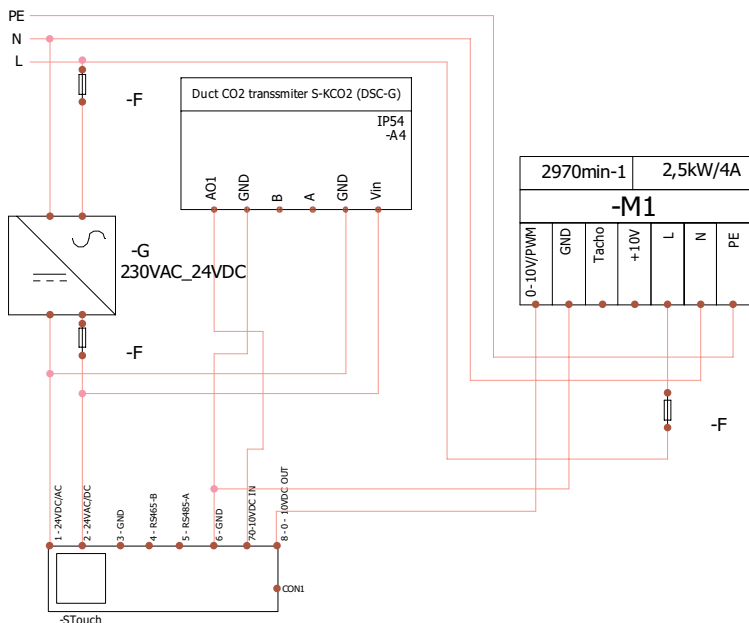 PE
N
L
-F
Duct CO2 transsmiter S-KCO2 (DSC-G)
IP54
-A4
AO1
GND
B
A
GND
Vin
2970min-1
2,5kW/4A
-M1
0-10V/PWM
GND
Tacho
+10V
L
N
PE
-G
230VAC_24VDC
-F
-F
1 - 24VDC/AC
2 - 24VAC/DC
3 - GND
4 - RS465-B
5 - RS485-A
6 - GND
7-0-10VDC IN
8 - 0 - 10VDC OUT
CON1
-STouch